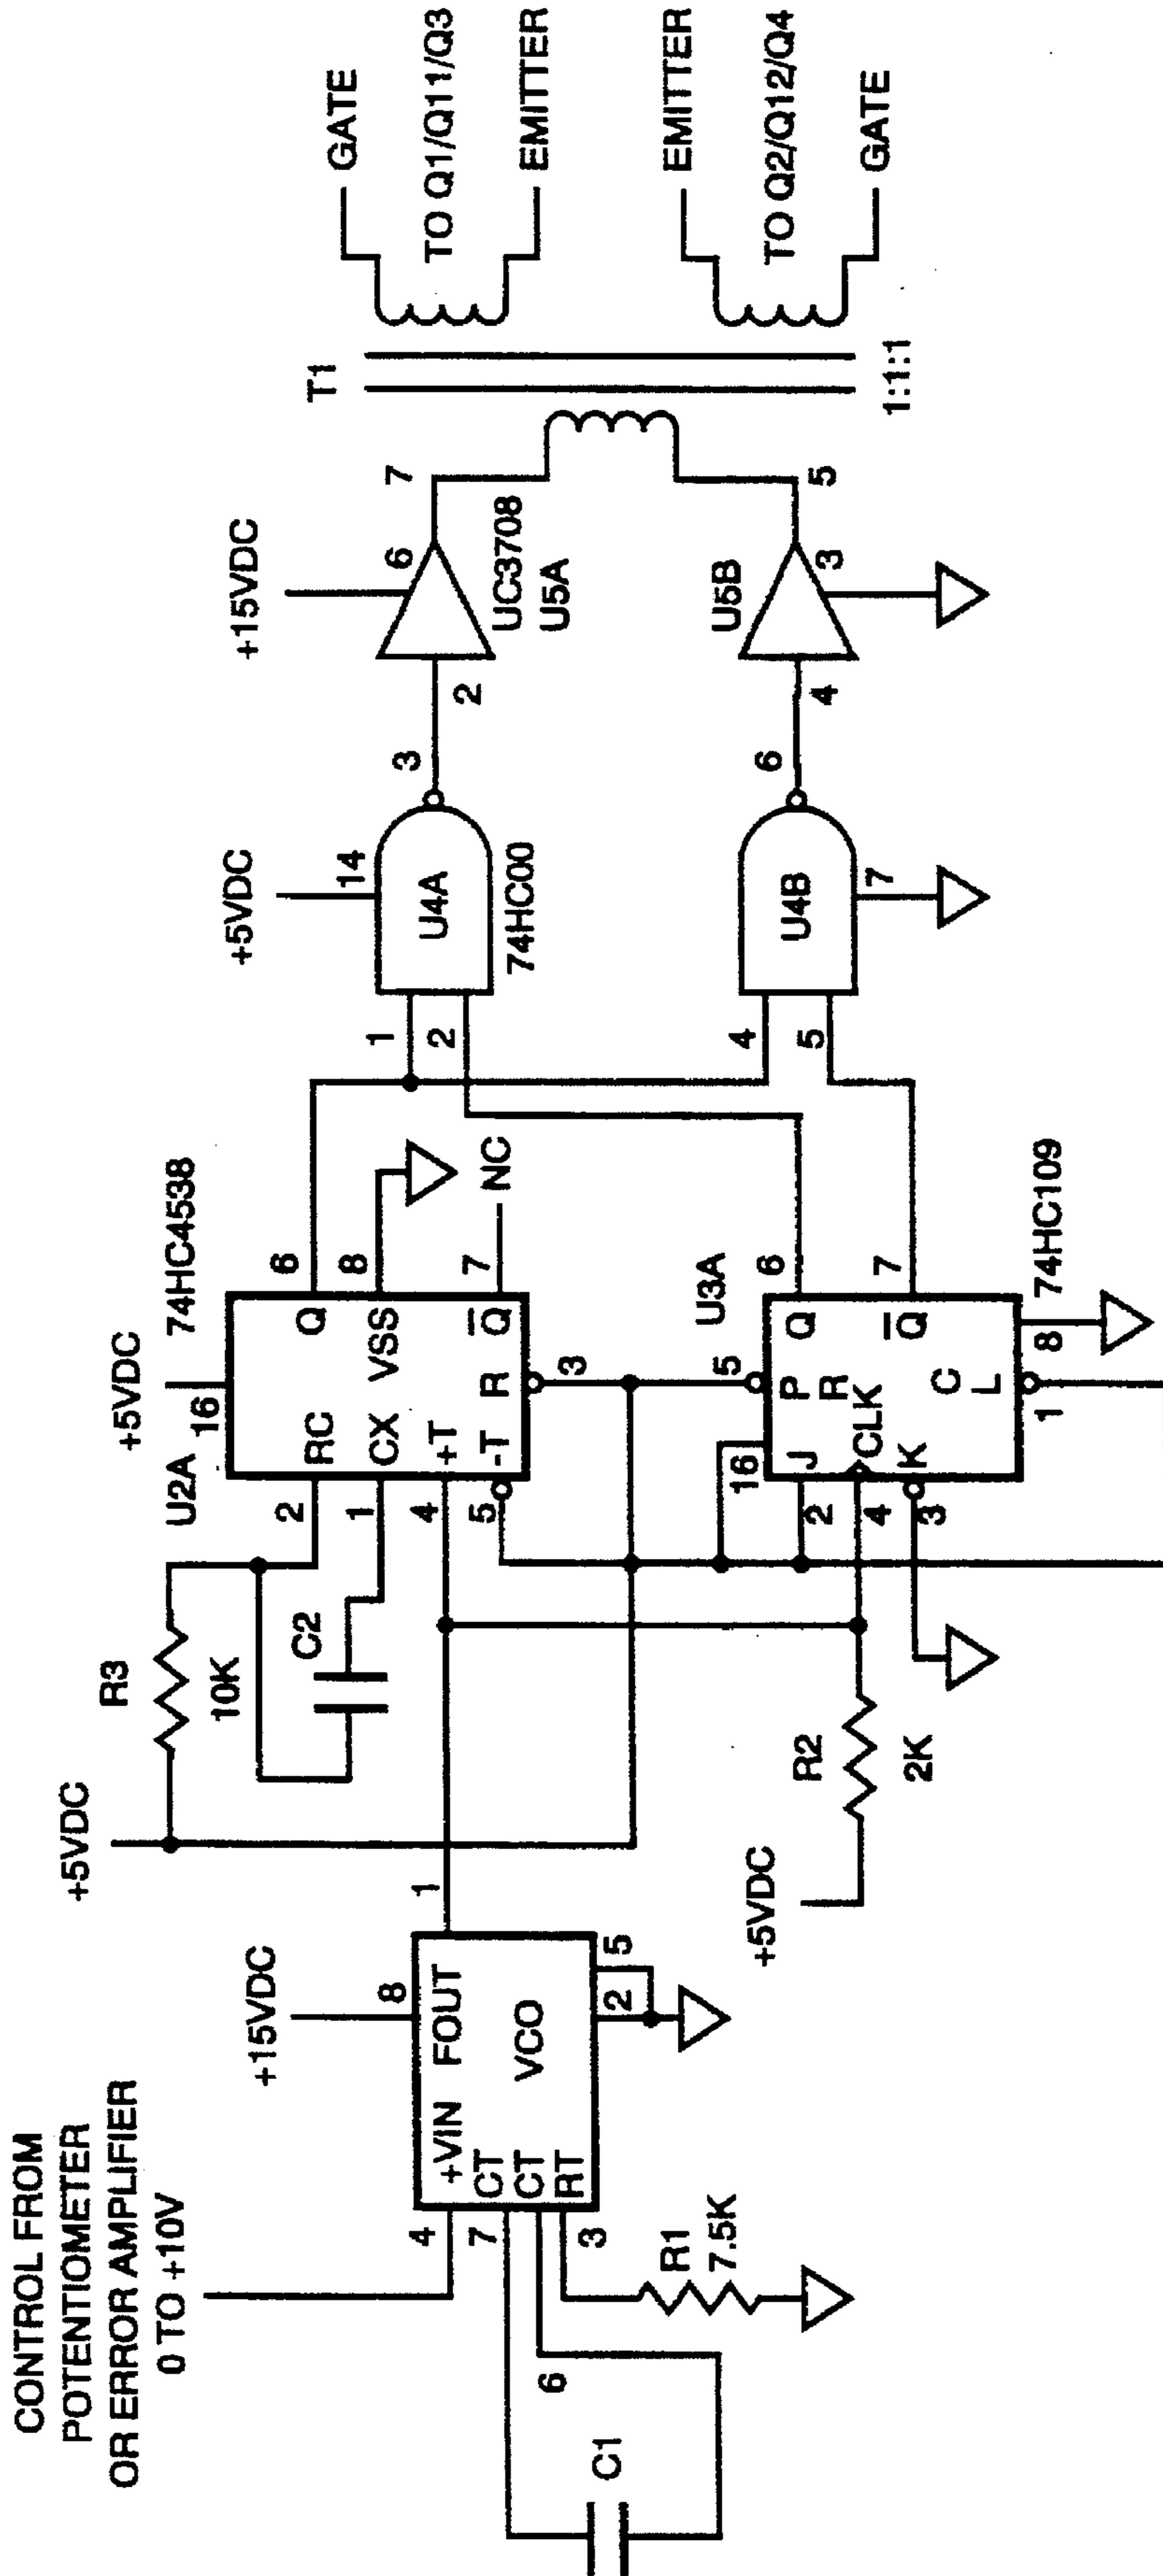 CONTROL FROM
POTENTIOMETER
OR ERROR AMPLIFIER
0 TO +10V
+15VDC
8
4
+VIN
FOUT
1
7
CT
CT
VCO
6
3
RT
2
5
C1
R1
7.5K
+5VDC
R3
10K
C2
+5VDC
R2
2K
U2A
+5VDC
16
74HC4538
2
RC
Q
6
1
CX
VSS
8
4
+T
5
-T
R
Q
7
NC
3
U3A
5
16
P
R
2
J
Q
6
4
CLK
Q
7
3
K
C
L
1
8
74HC109
+5VDC
14
1
2
U4A
3
74HC00
4
5
U4B
6
7
+15VDC
6
2
7
UC3708
U5A
U5B
4
3
5
T1
1:1:1
GATE
TO Q1/Q11/Q3
EMITTER
EMITTER
TO Q2/Q12/Q4
GATE